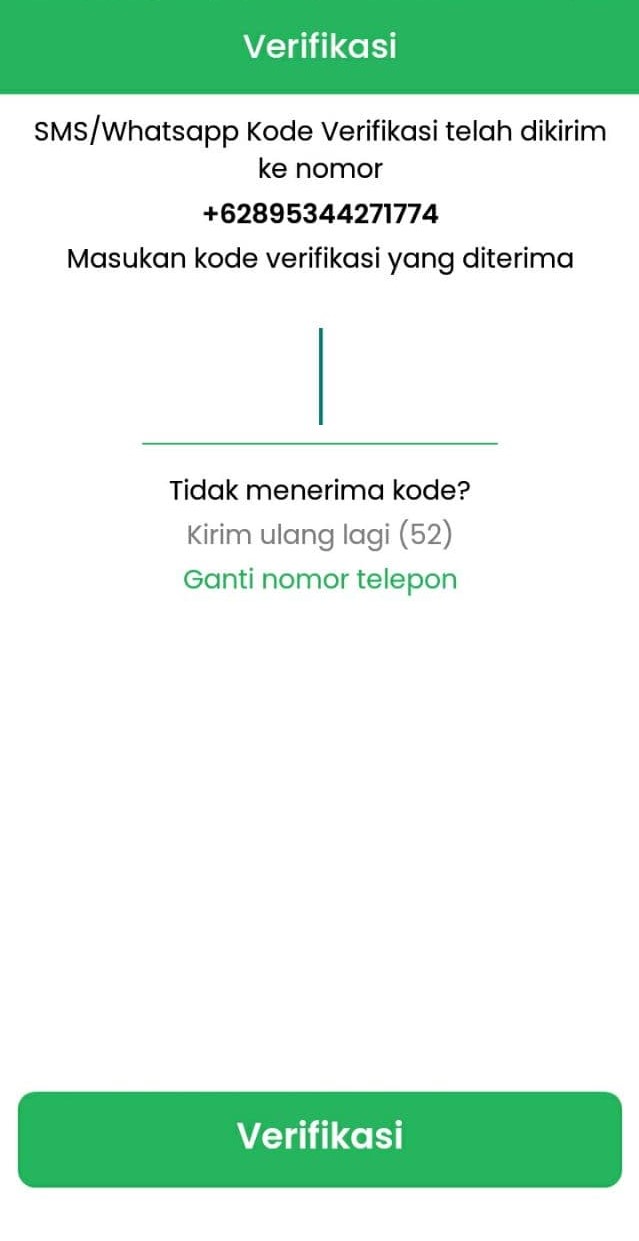 Verifikasi
SMS/Whatsapp Kode Verifikasi telah dikirim
ke nomor
+62895344271774
Masukan kode verifikasi yang diterima
Tidak menerima kode?
Kirim ulang lagi (52)
Ganti nomor telepon
Verifikasi